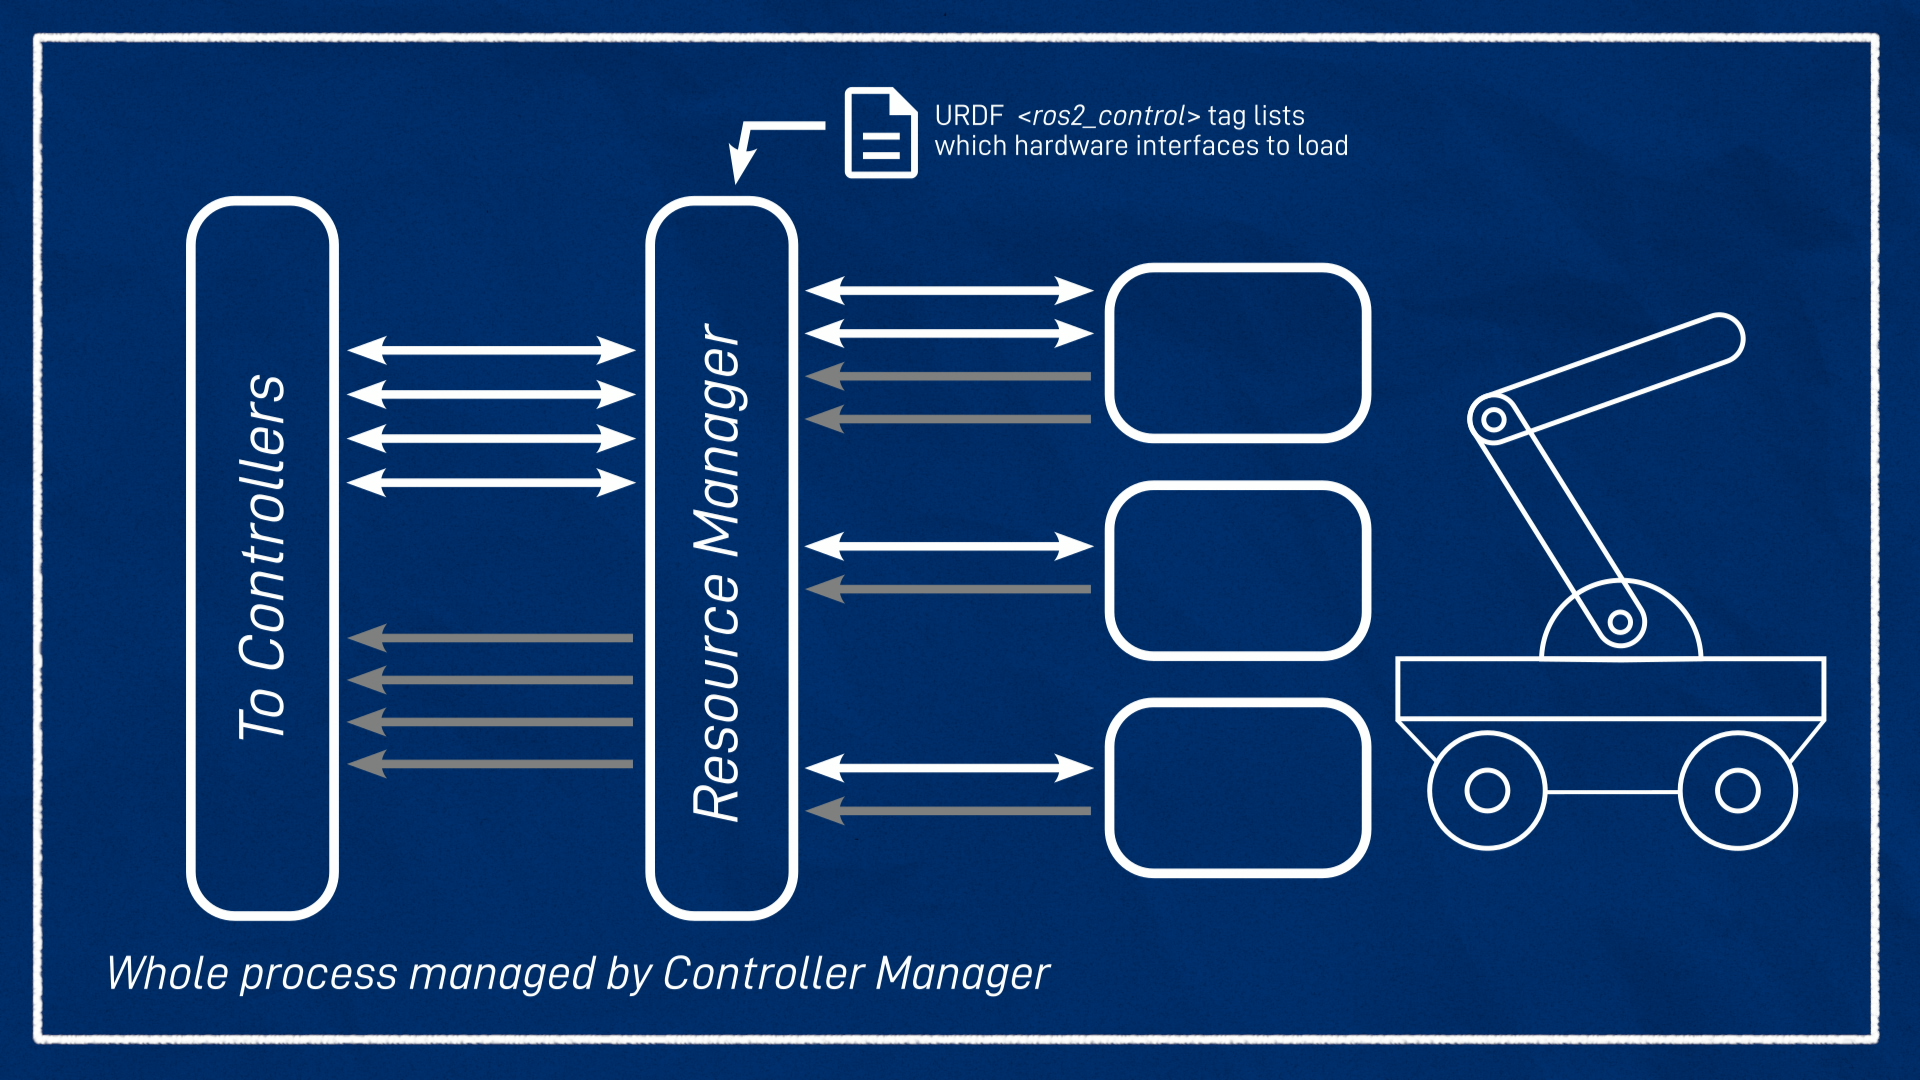 URDF <ros2_control> tag lists
which hardware interfaces to load
To Controllers
Resource Manager
Whole process managed by Controller Manager